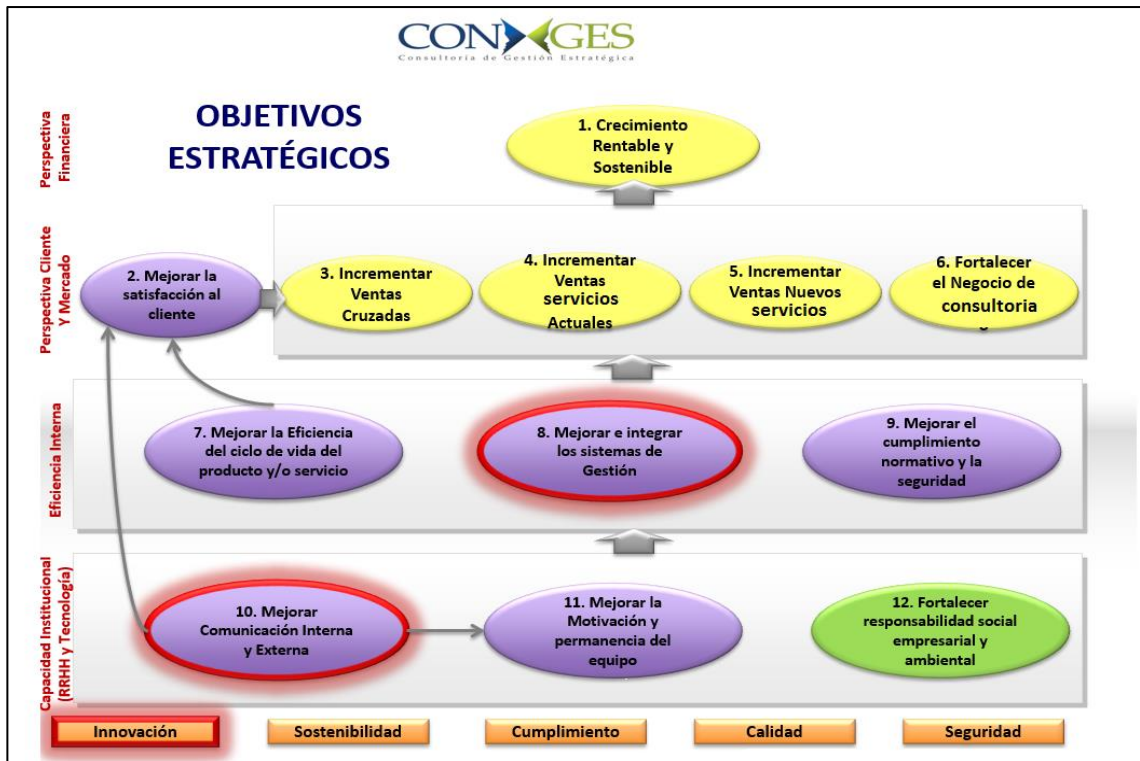 CONXGES
Consultoría de Gestión Estratégica
OBJETIVOS
ESTRATÉGICOS
Perspectiva
Financiera
1. Crecimiento
Rentable y
Sostenible
Perspectiva Cliente
Y Mercado
2. Mejorar la
satisfacción al
cliente
3. Incrementar
Ventas
Cruzadas
4. Incrementar
Ventas
servicios
Actuales
5. Incrementar
Ventas Nuevos
servicios
6. Fortalecer
el Negocio de
consultoria
Eficiencia Interna
7. Mejorar la Eficiencia
del ciclo de vida del
producto y/o servicio
8. Mejorar e integrar
los sistemas de
Gestión
9. Mejorar el
cumplimiento
normativo y la
seguridad
Capacidad Institucional
(RRHH y Tecnología)
10. Mejorar
Comunicación Interna
y Externa
11. Mejorar la
Motivación y
permanencia del
equipo
12. Fortalecer
responsabilidad social
empresarial y
ambiental
Innovación
Sostenibilidad
Cumplimiento
Calidad
Seguridad